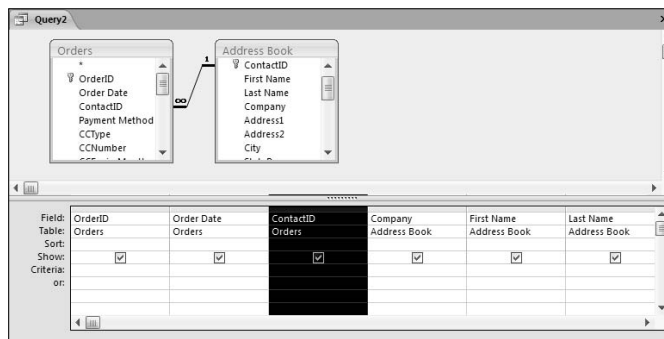 Query2
Orders
*
OrderID
Order Date
ContactID
Payment Method
CCType
CCNumber
1
∞
Address Book
ContactID
First Name
Last Name
Company
Address1
Address2
City
Field: OrderID Order Date ContactID Company First Name Last Name
Table: Orders Orders Orders Address Book Address Book Address Book
Sort:
Show:
Criteria:
or: